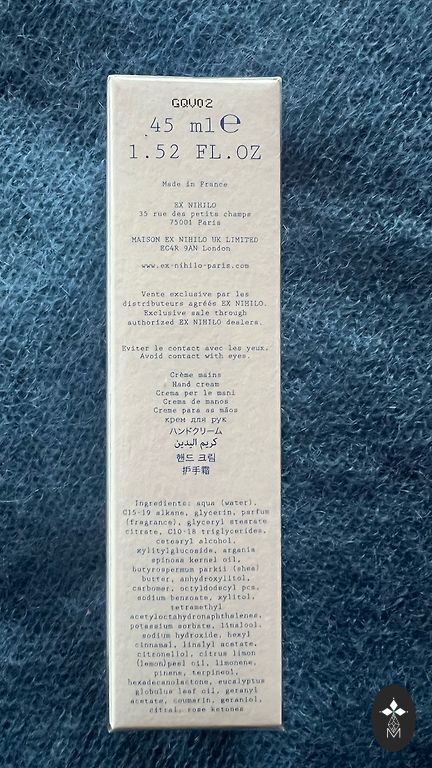 GQV02
45 ml℮
1.52 FL.OZ
Made in France
EX NIHILO
35 rue des petits champs
75001 Paris
MAISON EX NIHILO UK LIMITED
EC4R 9AN London
www.ex-nihilo-paris.com
Vente exclusive par les
distributeurs agréés EX NIHILO.
Exclusive sale through
authorized EX NIHILO dealers.
Eviter le contact avec les yeux.
Avoid contact with eyes.
Crème mains
Hand cream
Crema per le mani
Crema de manos
Creme para as mãos
крем для рук
ハンドクリーム
كريم اليدين
핸드 크림
护手霜
Ingredients: aqua (water),
C15-19 alkane, glycerin, parfum
(fragrance), glyceryl stearate
citrate, C10-18 triglycerides,
cetearyl alcohol,
xylitylglucoside, argania
spinosa kernel oil,
butyrospermum parkii (shea)
butter, anhydroxylitol,
carbomer, octyldodecyl pca,
sodium benzoate, xylitol,
tetramethyl
acetyloctahydronaphthalenes,
potassium sorbate, linalool,
sodium hydroxide, hexyl
cinnamal, linalyl acetate,
citronellol, citrus limon
(lemon)peel oil, limonene,
pinene, terpineol,
hexadecanolactone, eucalyptus
globulus leaf oil, geranyl
acetate, coumarin, geraniol,
citral, rose ketones
M